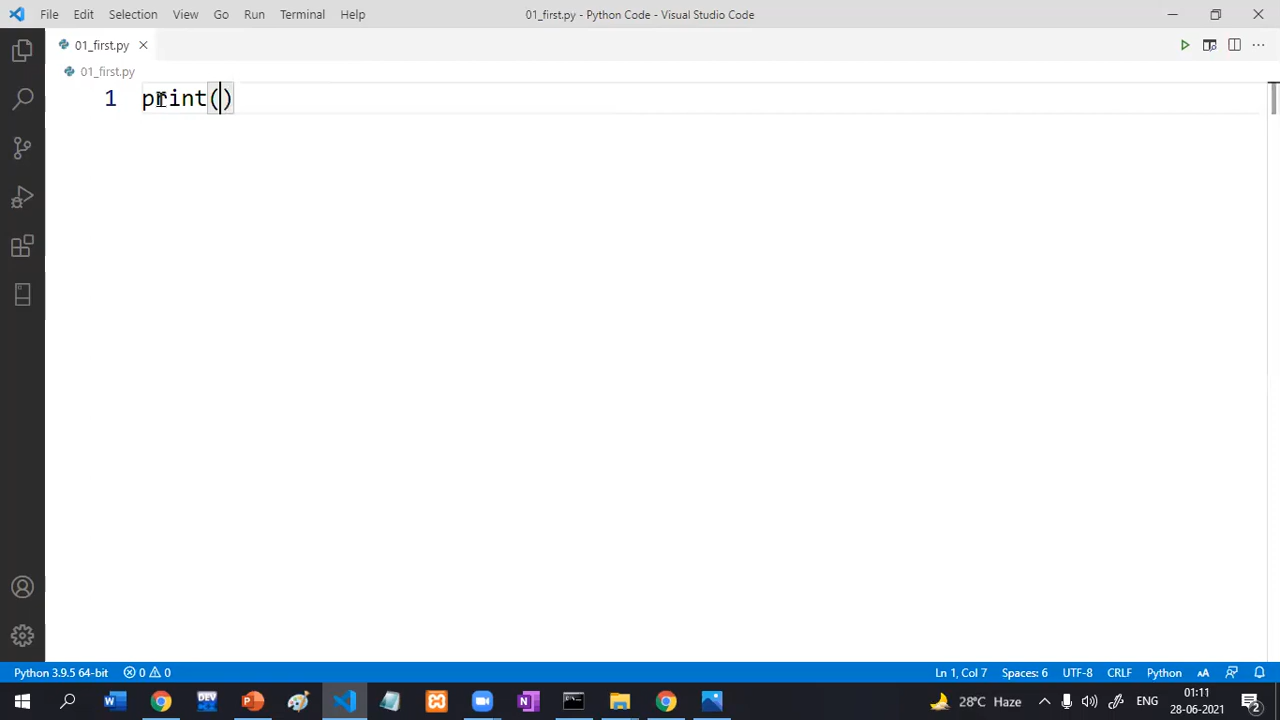 File Edit Selection View Go Run Terminal Help 01_first.py - Python Code - Visual Studio Code
01_first.py
01_first.py
1 print()
Python 3.9.5 64-bit 0 0 Ln 1, Col 7 Spaces: 6 UTF-8 CRLF Python
28°C Haze ENG 01:11
28-06-2021 2
DEV